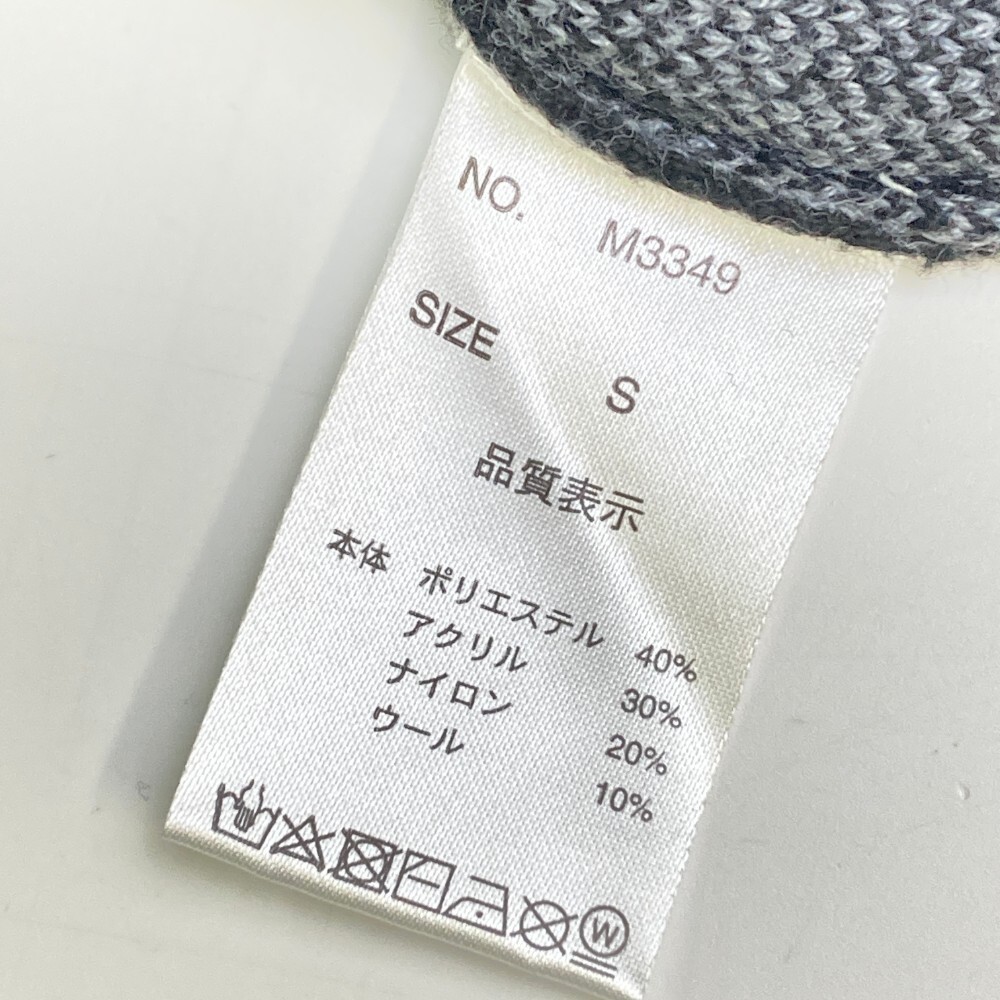 NO. M3349
SIZE S
品質表示
本体 ポリエステル 40%
アクリル 30%
ナイロン 20%
ウール 10%
W